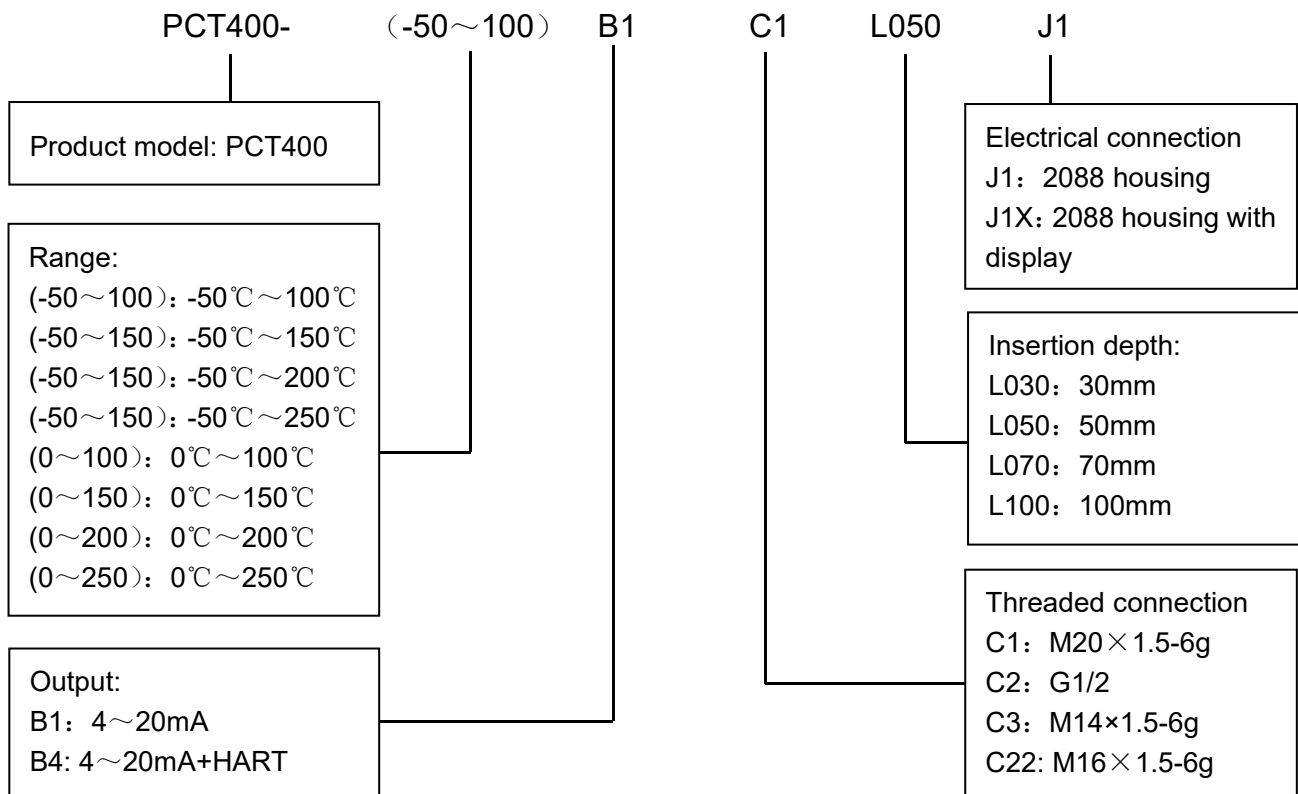 PCT400- （-50～100） B1 C1 L050 J1
Product model: PCT400
Range:
(-50～100）: -50℃～100℃
(-50～150）: -50℃～150℃
(-50～150）: -50℃～200℃
(-50～150）: -50℃～250℃
(0～100）：0℃～100℃
(0～150）：0℃～150℃
(0～200）：0℃～200℃
(0～250）：0℃～250℃
Output:
B1：4～20mA
B4: 4～20mA+HART
Electrical connection
J1：2088 housing
J1X：2088 housing with
display
Insertion depth:
L030：30mm
L050：50mm
L070：70mm
L100：100mm
Threaded connection
C1：M20×1.5-6g
C2：G1/2
C3：M14×1.5-6g
C22: M16×1.5-6g